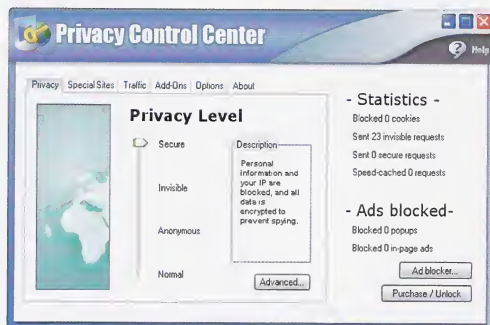 Privacy Control Center
Help
Privacy Special Sites Traffic Add-Ons Options About
Privacy Level
Secure
Invisible
Anonymous
Normal
Description
Personal
information and
your IP are
blocked, and all
data is
encrypted to
prevent spying.
Advanced...
- Statistics -
Blocked 0 cookies
Sent 23 invisible requests
Sent 0 secure requests
Speed-cached 0 requests
- Ads blocked-
Blocked 0 popups
Blocked 0 in-page ads
Ad blocker...
Purchase / Unlock